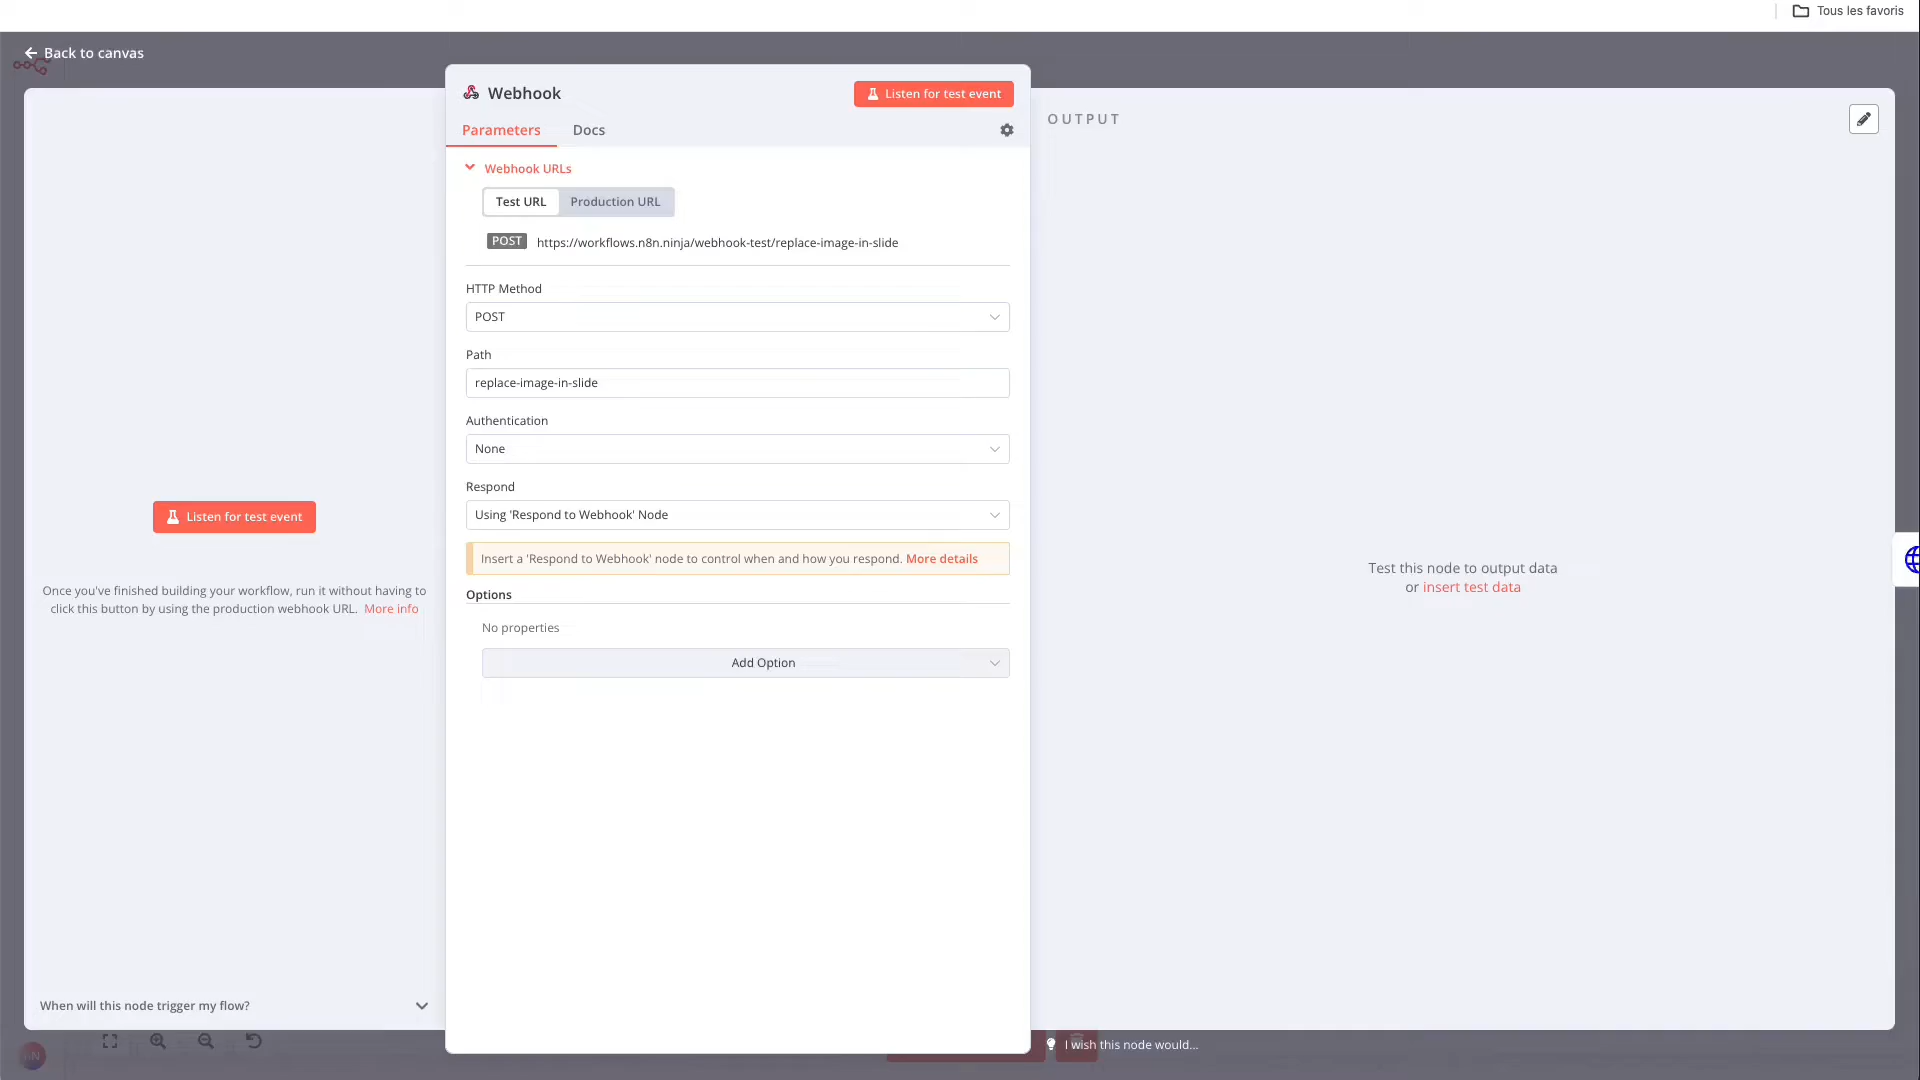 Tous les favoris
Back to canvas
Webhook
Listen for test event
Parameters
Docs
OUTPUT
Webhook URLs
Test URL
Production URL
POST
https://workflows.n8n.ninja/webhook-test/replace-image-in-slide
HTTP Method
POST
Path
replace-image-in-slide
Authentication
None
Respond
Using 'Respond to Webhook' Node
Insert a 'Respond to Webhook' node to control when and how you respond. More details
Options
No properties
Add Option
Listen for test event
Once you've finished building your workflow, run it without having to
click this button by using the production webhook URL. More info
When will this node trigger my flow?
Test this node to output data
or insert test data
I wish this node would...